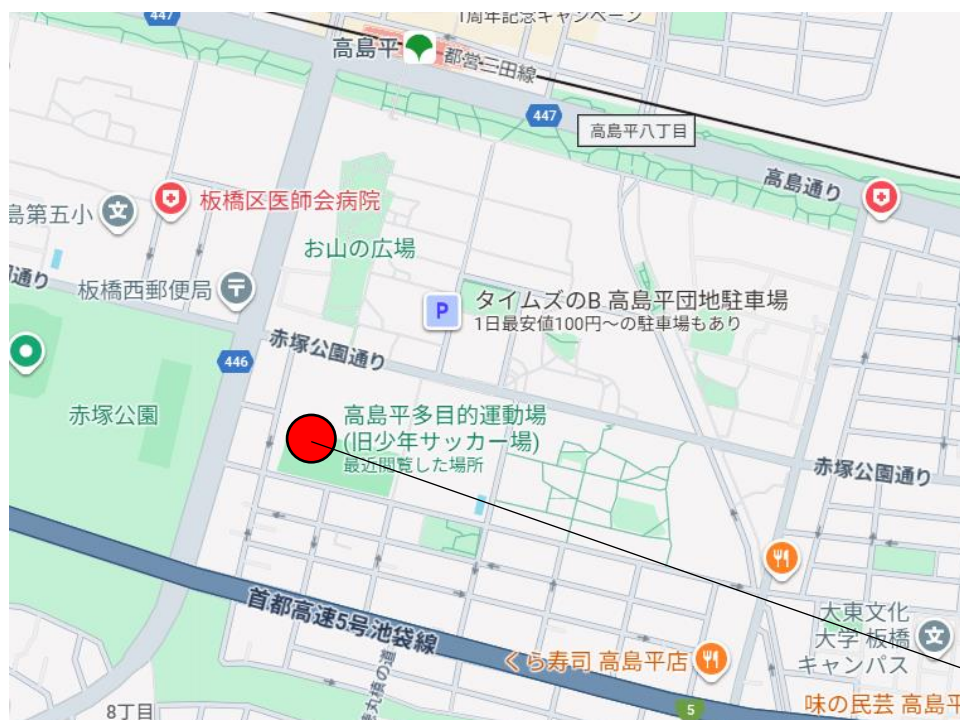 447
1周年記念キャンペーン
高島平
都営三田線
447
高島平八丁目
高島通り
島第五小
板橋区医師会病院
お山の広場
通り
板橋西郵便局
P
タイムズのB 高島平団地駐車場
1日最安値100円〜の駐車場もあり
赤塚公園通り
446
赤塚公園
高島平多目的運動場
(旧少年サッカー場)
最近閲覧した場所
赤塚公園通り
首都高速5号池袋線
大東文化
大学 板橋
キャンパス
くら寿司 高島平店
味の民芸 高島平
5
8丁目
徳丸橋の道